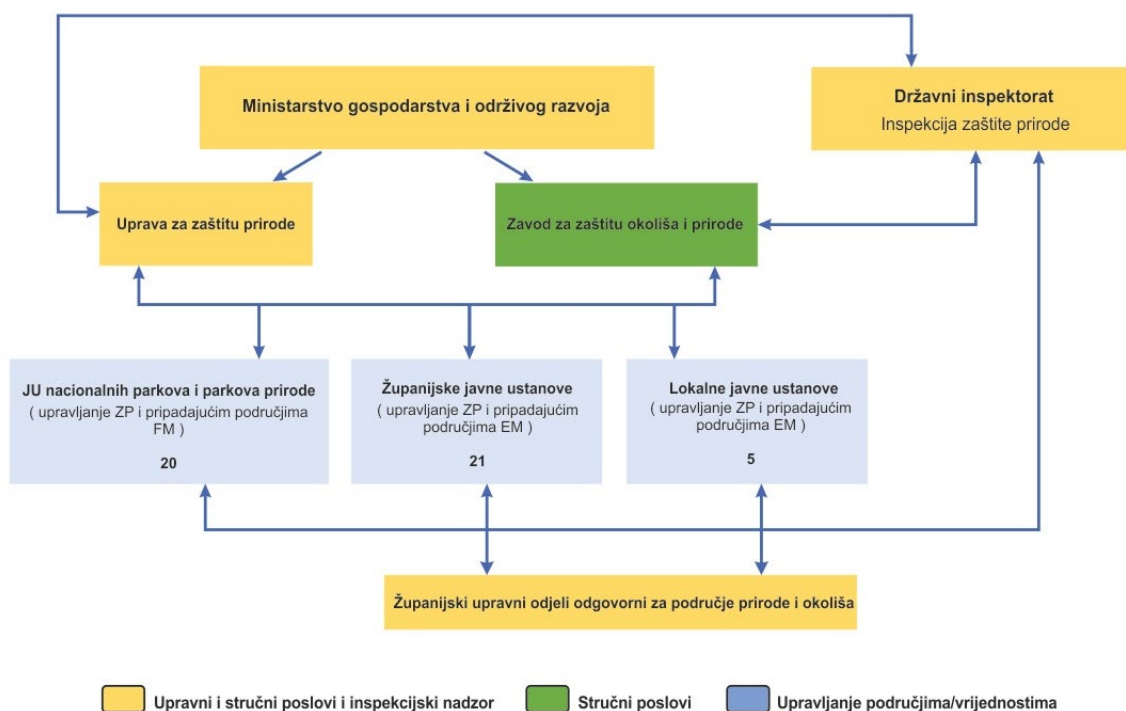 Ministarstvo gospodarstva i održivog razvoja
Državni inspektorat
Inspekcija zaštite prirode
Uprava za zaštitu prirode
Zavod za zaštitu okoliša i prirode
JU nacionalnih parkova i parkova prirode
( upravljanje ZP i pripadajućim područjima
FM )
20
Županijske javne ustanove
( upravljanje ZP i pripadajućim
područjima EM )
21
Lokalne javne ustanove
( upravljanje ZP i pripadajućim
područjima EM )
5
Županijski upravni odjeli odgovorni za područje prirode i okoliša
Upravni i stručni poslovi i inspekcijski nadzor
Stručni poslovi
Upravljanje područjima/vrijednostima